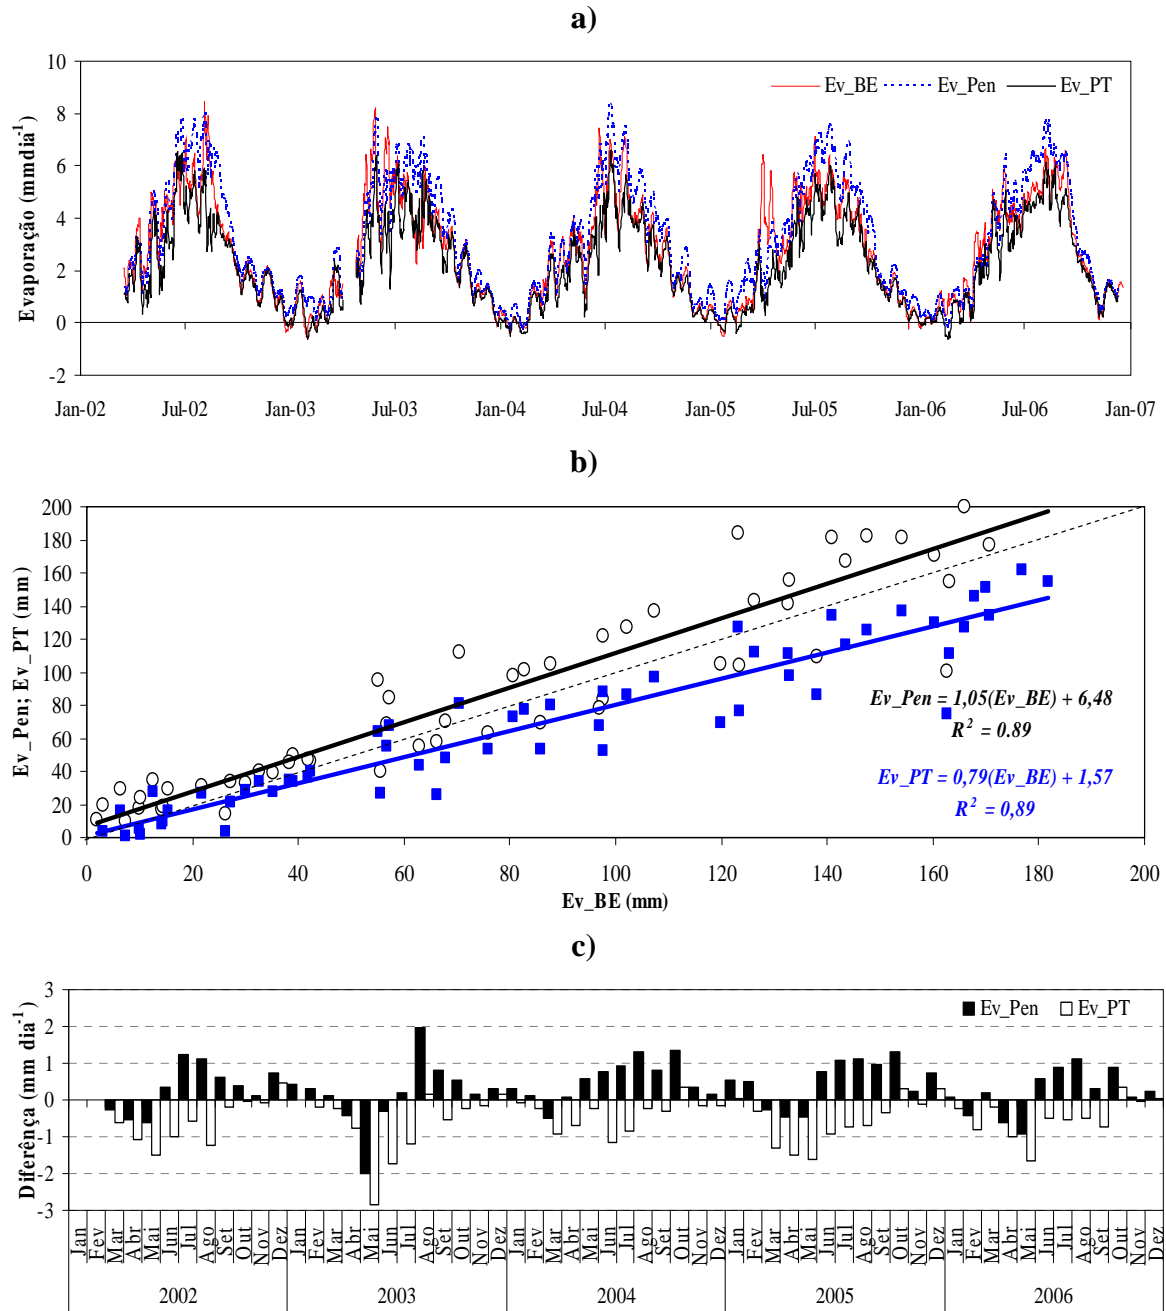 a)
Ev_BE Ev_Pen Ev_PT
Evaporação (mmdia-1)
10
8
6
4
2
0
-2
Jan-02 Jul-02 Jan-03 Jul-03 Jan-04 Jul-04 Jan-05 Jul-05 Jan-06 Jul-06 Jan-07
b)
Ev_Pen; Ev_PT (mm)
200
180
160
140
120
100
80
60
40
20
0
Ev_Pen = 1,05(Ev_BE) + 6,48
R2 = 0.89
Ev_PT = 0,79(Ev_BE) + 1,57
R2 = 0,89
0 20 40 60 80 100 120 140 160 180 200
Ev_BE (mm)
c)
Diferênça (mm dia-1)
Ev_Pen Ev_PT
3
2
1
0
-1
-2
-3
Jan Fev Mar Abr Mai Jun Jul Ago Set Out Nov Dez Jan Fev Mar Abr Mai Jun Jul Ago Set Out Nov Dez Jan Fev Mar Abr Mai Jun Jul Ago Set Out Nov Dez Jan Fev Mar Abr Mai Jun Jul Ago Set Out Nov Dez Jan Fev Mar Abr Mai Jun Jul Ago Set Out Nov Dez
2002 2003 2004 2005 2006